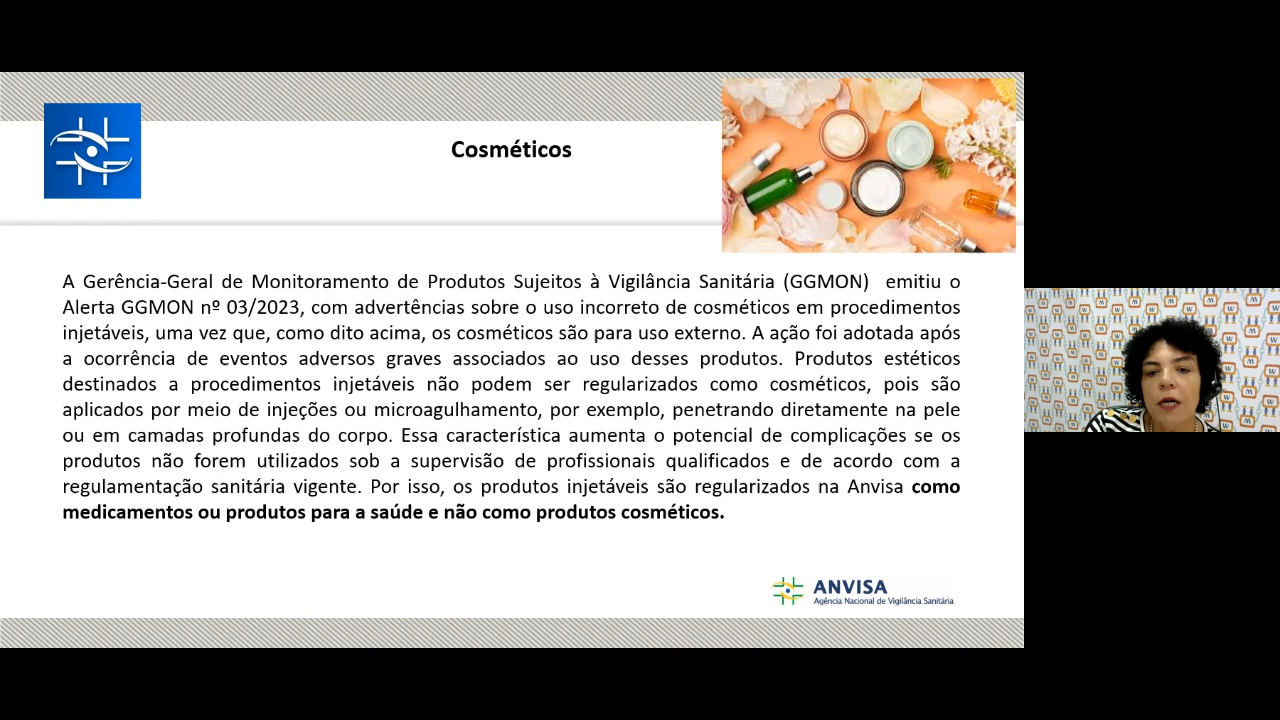 Cosméticos
A Gerência-Geral de Monitoramento de Produtos Sujeitos à Vigilância Sanitária (GGMON) emitiu o
Alerta GGMON nº 03/2023, com advertências sobre o uso incorreto de cosméticos em procedimentos
injetáveis, uma vez que, como dito acima, os cosméticos são para uso externo. A ação foi adotada após
a ocorrência de eventos adversos graves associados ao uso desses produtos. Produtos estéticos
destinados a procedimentos injetáveis não podem ser regularizados como cosméticos, pois são
aplicados por meio de injeções ou microagulhamento, por exemplo, penetrando diretamente na pele
ou em camadas profundas do corpo. Essa característica aumenta o potencial de complicações se os
produtos não forem utilizados sob a supervisão de profissionais qualificados e de acordo com a
regulamentação sanitária vigente. Por isso, os produtos injetáveis são regularizados na Anvisa como
medicamentos ou produtos para a saúde e não como produtos cosméticos.
ANVISA
Agência Nacional de Vigilância Sanitária